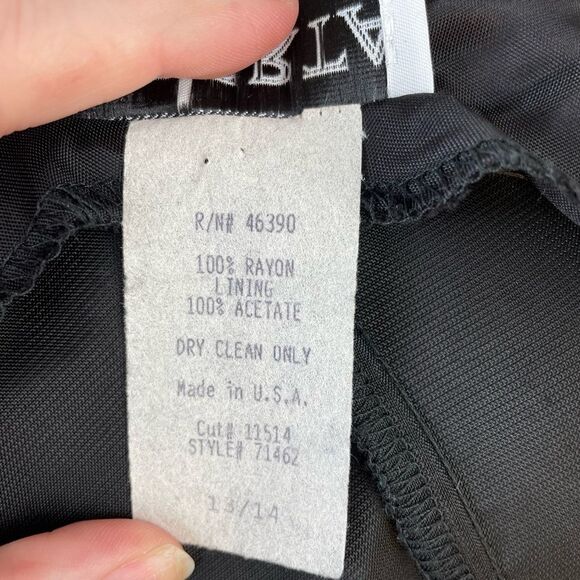 R/N# 46390
100% RAYON
LINING
100% ACETATE
DRY CLEAN ONLY
Made in U.S.A.
Cut# 11514
STYLE# 71462
13/14